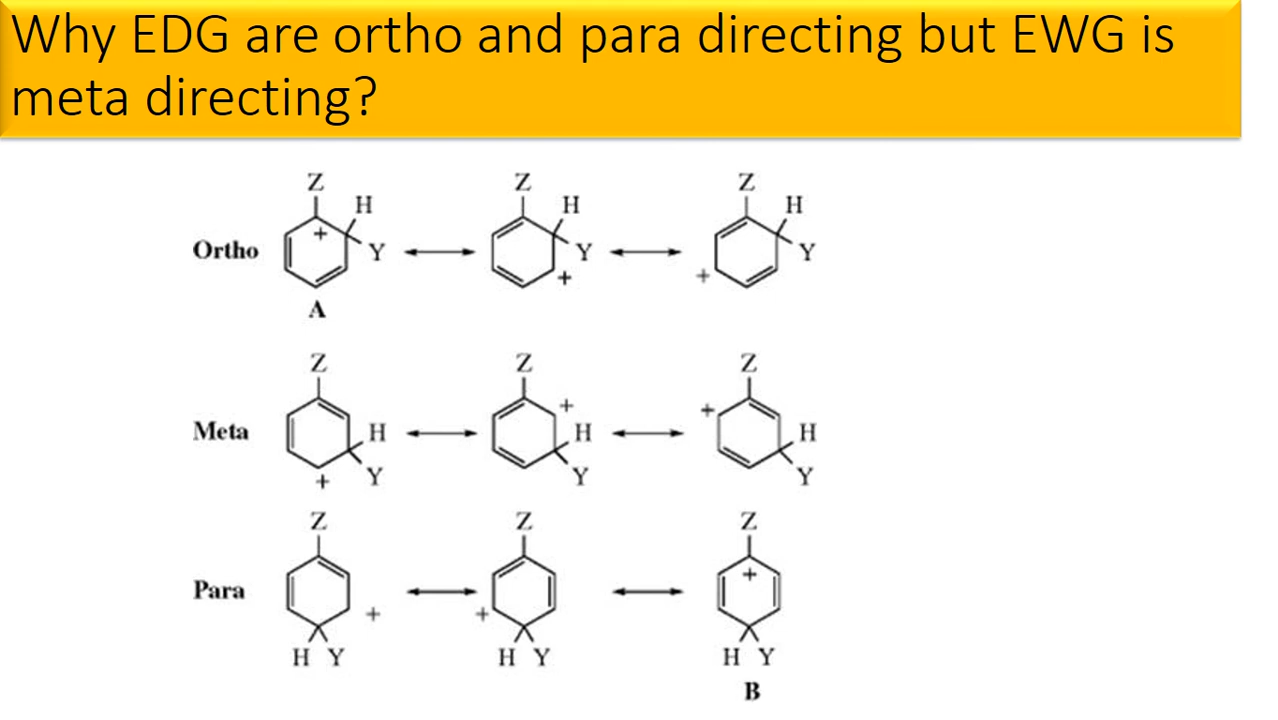 Why EDG are ortho and para directing but EWG is
meta directing?
Z Z Z
H H H
+
Ortho Y Y Y
+ +
A
Z Z Z
+ +
Meta H H H
+ Y Y Y
Z Z Z
+
Para
+ +
H Y H Y H Y
B